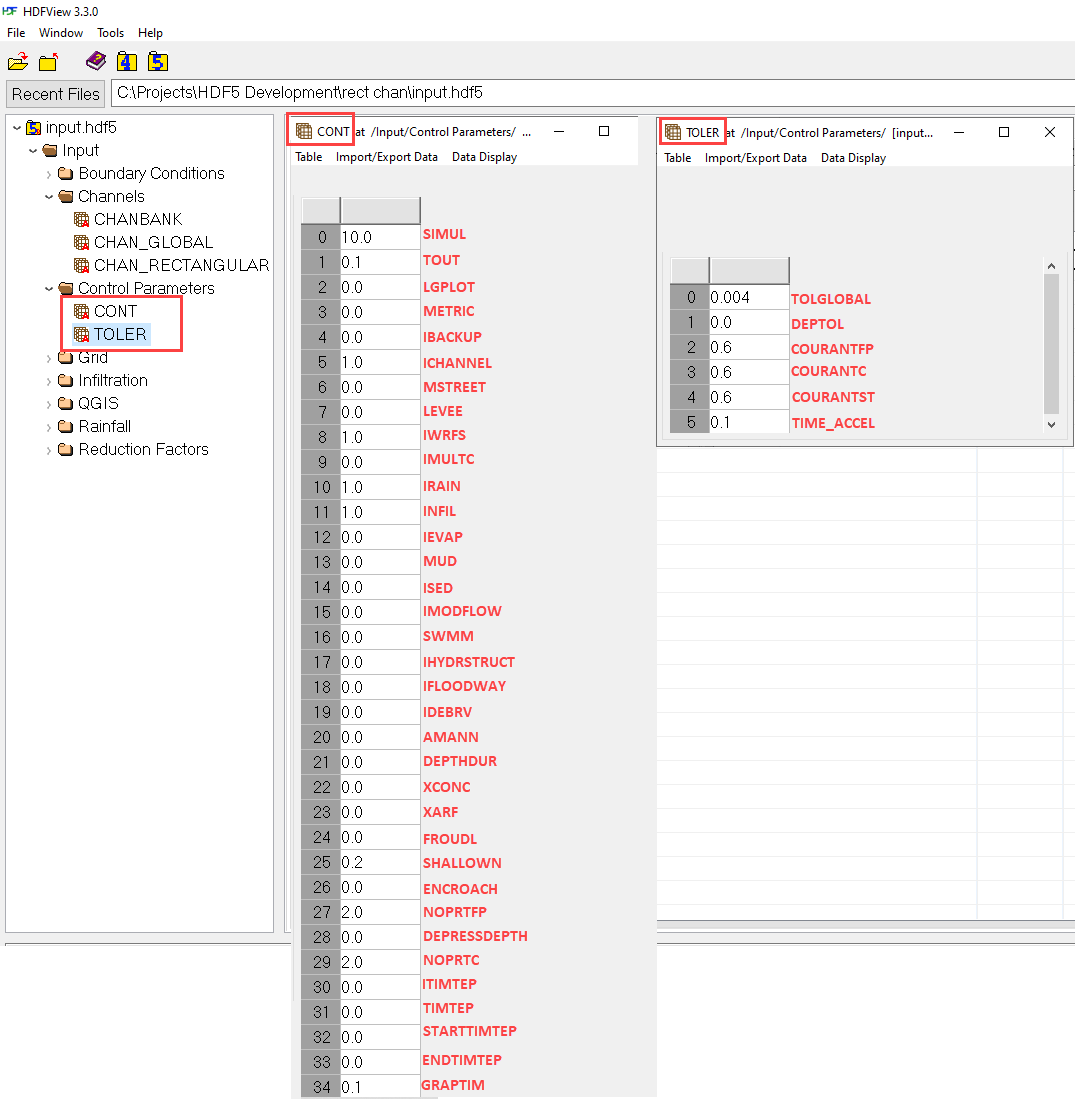 HDFView 3.3.0
File Window Tools Help
Recent Files C:\Projects\HDF5 Development\rect chan\input.hdf5
input.hdf5
Input
Boundary Conditions
Channels
CHANBANK
CHAN_GLOBAL
CHAN_RECTANGULAR
Control Parameters
CONT
TOLER
Grid
Infiltration
QGIS
Rainfall
Reduction Factors
CONT at /Input/Control Parameters/ ...
Table Import/Export Data Data Display
0 10.0 SIMUL
1 0.1 TOUT
2 0.0 LGPLOT
3 0.0 METRIC
4 0.0 IBACKUP
5 1.0 ICHANNEL
6 0.0 MSTREET
7 0.0 LEVEE
8 1.0 IWRFS
9 0.0 IMULTC
10 1.0 IRAIN
11 1.0 INFIL
12 0.0 IEVAP
13 0.0 MUD
14 0.0 ISED
15 0.0 IMODFLOW
16 0.0 SWMM
17 0.0 IHYDRSTRUCT
18 0.0 IFLOODWAY
19 0.0 IDEBRV
20 0.0 AMANN
21 0.0 DEPTHDUR
22 0.0 XCONC
23 0.0 XARF
24 0.0 FROUDL
25 0.2 SHALLOWN
26 0.0 ENCROACH
27 2.0 NOPRTFP
28 0.0 DEPRESSDEPTH
29 2.0 NOPRTC
30 0.0 ITIMTEP
31 0.0 TIMTEP
32 0.0 STARTTIMTEP
33 0.0 ENDTIMTEP
34 0.1 GRAPTIM
TOLER at /Input/Control Parameters/ [input...
Table Import/Export Data Data Display
0 0.004 TOLGLOBAL
1 0.0 DEPTOL
2 0.6 COURANTFP
3 0.6 COURANTC
4 0.6 COURANTST
5 0.1 TIME_ACCEL